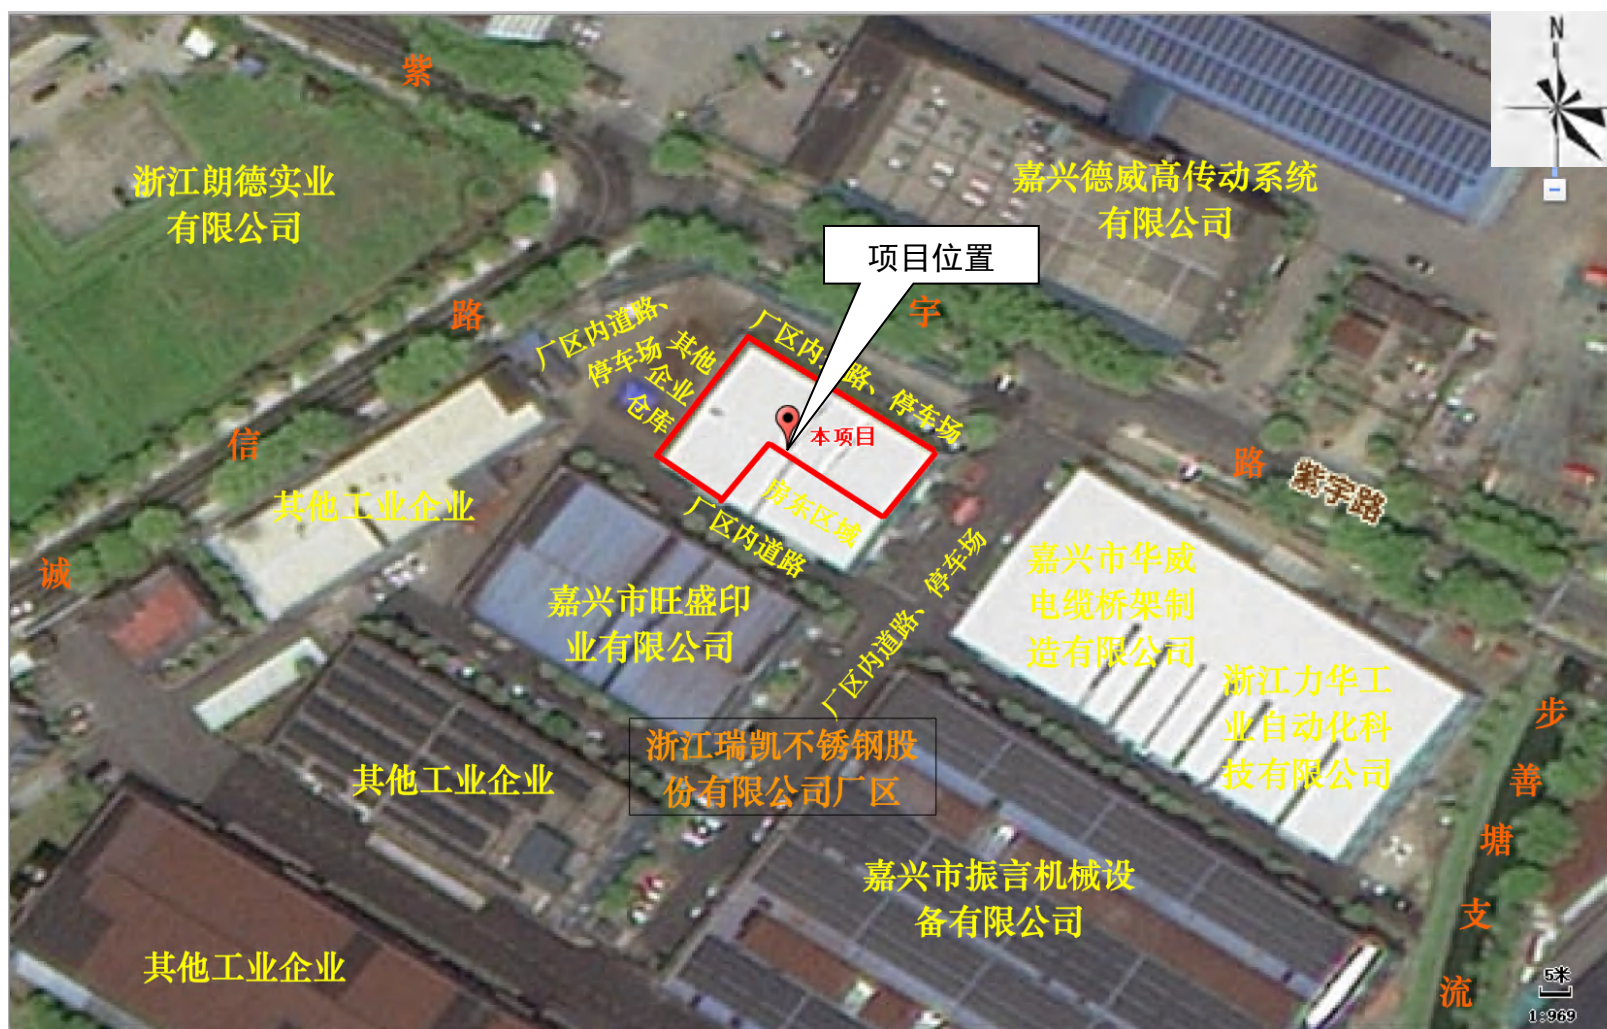 N
紫
浙江朗德实业
有限公司
嘉兴德威高传动系统
有限公司
项目位置
路
宇
厂区内道路、
停车场
其他
企业
仓库
厂区内道路、停车场
本项目
信
路
紫宇路
其他工业企业
房东区域
厂区内道路
诚
嘉兴市旺盛印
业有限公司
厂区内道路、停车场
嘉兴市华威
电缆桥架制
造有限公司
浙江力华工
业自动化科
技有限公司
步
善
塘
支
流
浙江瑞凯不锈钢股
份有限公司厂区
其他工业企业
嘉兴市振言机械设
备有限公司
其他工业企业
5米
1:969